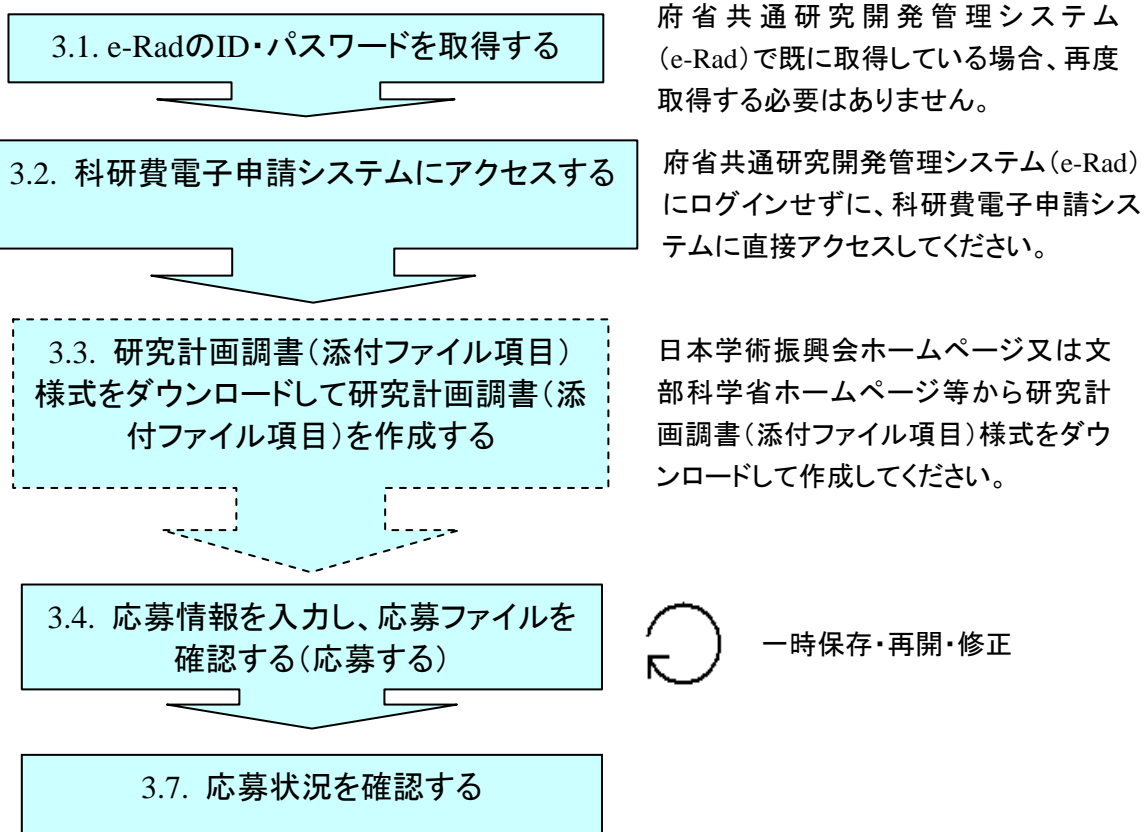 3.1. e-RadのID・パスワードを取得する
府省共通研究開発管理システム
（e-Rad）で既に取得している場合、再度
取得する必要はありません。
3.2. 科研費電子申請システムにアクセスする
府省共通研究開発管理システム（e-Rad）
にログインせずに、科研費電子申請シス
テムに直接アクセスしてください。
3.3. 研究計画調書（添付ファイル項目）
様式をダウンロードして研究計画調書（添
付ファイル項目）を作成する
日本学術振興会ホームページ又は文
部科学省ホームページ等から研究計
画調書（添付ファイル項目）様式をダウ
ンロードして作成してください。
3.4. 応募情報を入力し、応募ファイルを
確認する（応募する）
一時保存・再開・修正
3.7. 応募状況を確認する